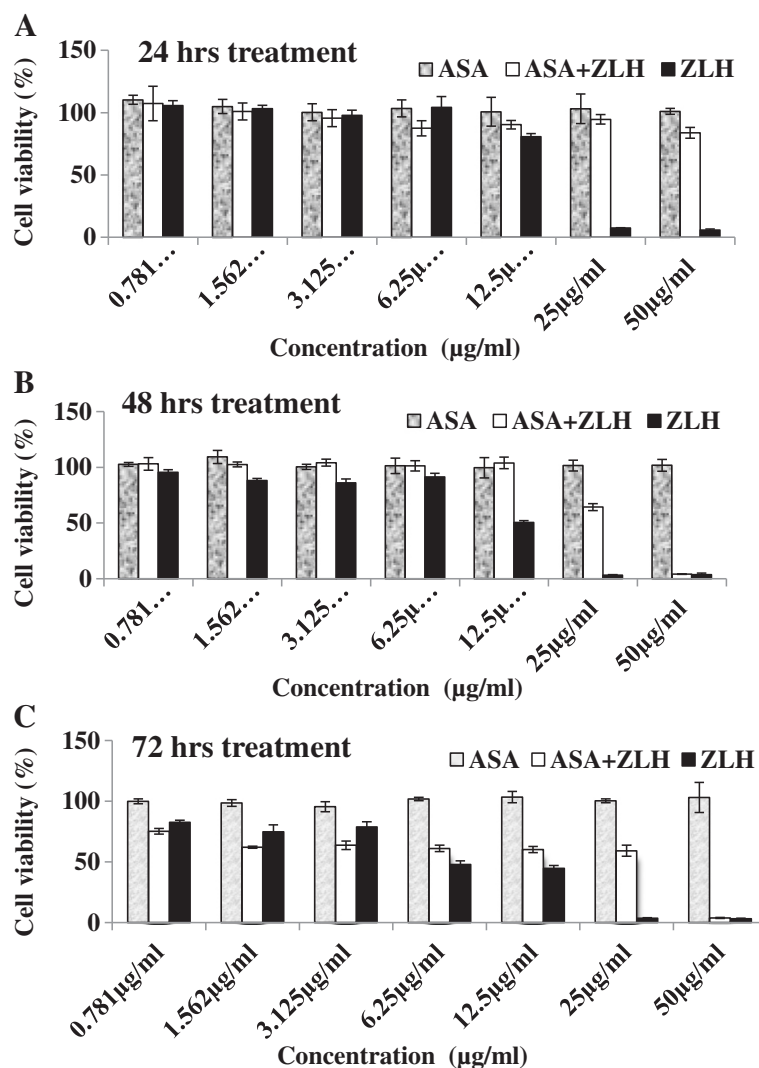 A
24 hrs treatment
ASA ASA+ZLH ZLH
Cell viability (%)
150
100
50
0
0.781…
1.562…
3.125…
6.25µ…
12.5µ…
25µg/ml
50µg/ml
Concentration (µg/ml)
B
48 hrs treatment
ASA ASA+ZLH ZLH
Cell viability (%)
150
100
50
0
0.781…
1.562…
3.125…
6.25µ…
12.5µ…
25µg/ml
50µg/ml
Concentration (µg/ml)
C
72 hrs treatment
ASA ASA+ZLH ZLH
Cell viability (%)
150
100
50
0
0.781µg/ml
1.562µg/ml
3.125µg/ml
6.25µg/ml
12.5µg/ml
25µg/ml
50µg/ml
Concentration (µg/ml)